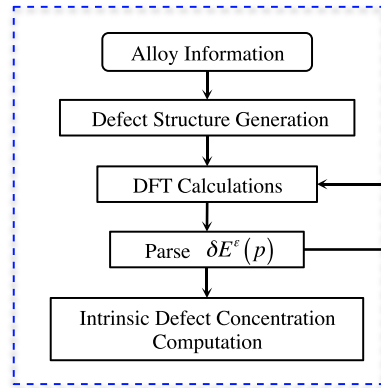 Alloy Information
Defect Structure Generation
DFT Calculations
Parse δE^ε(p)
Intrinsic Defect Concentration
Computation